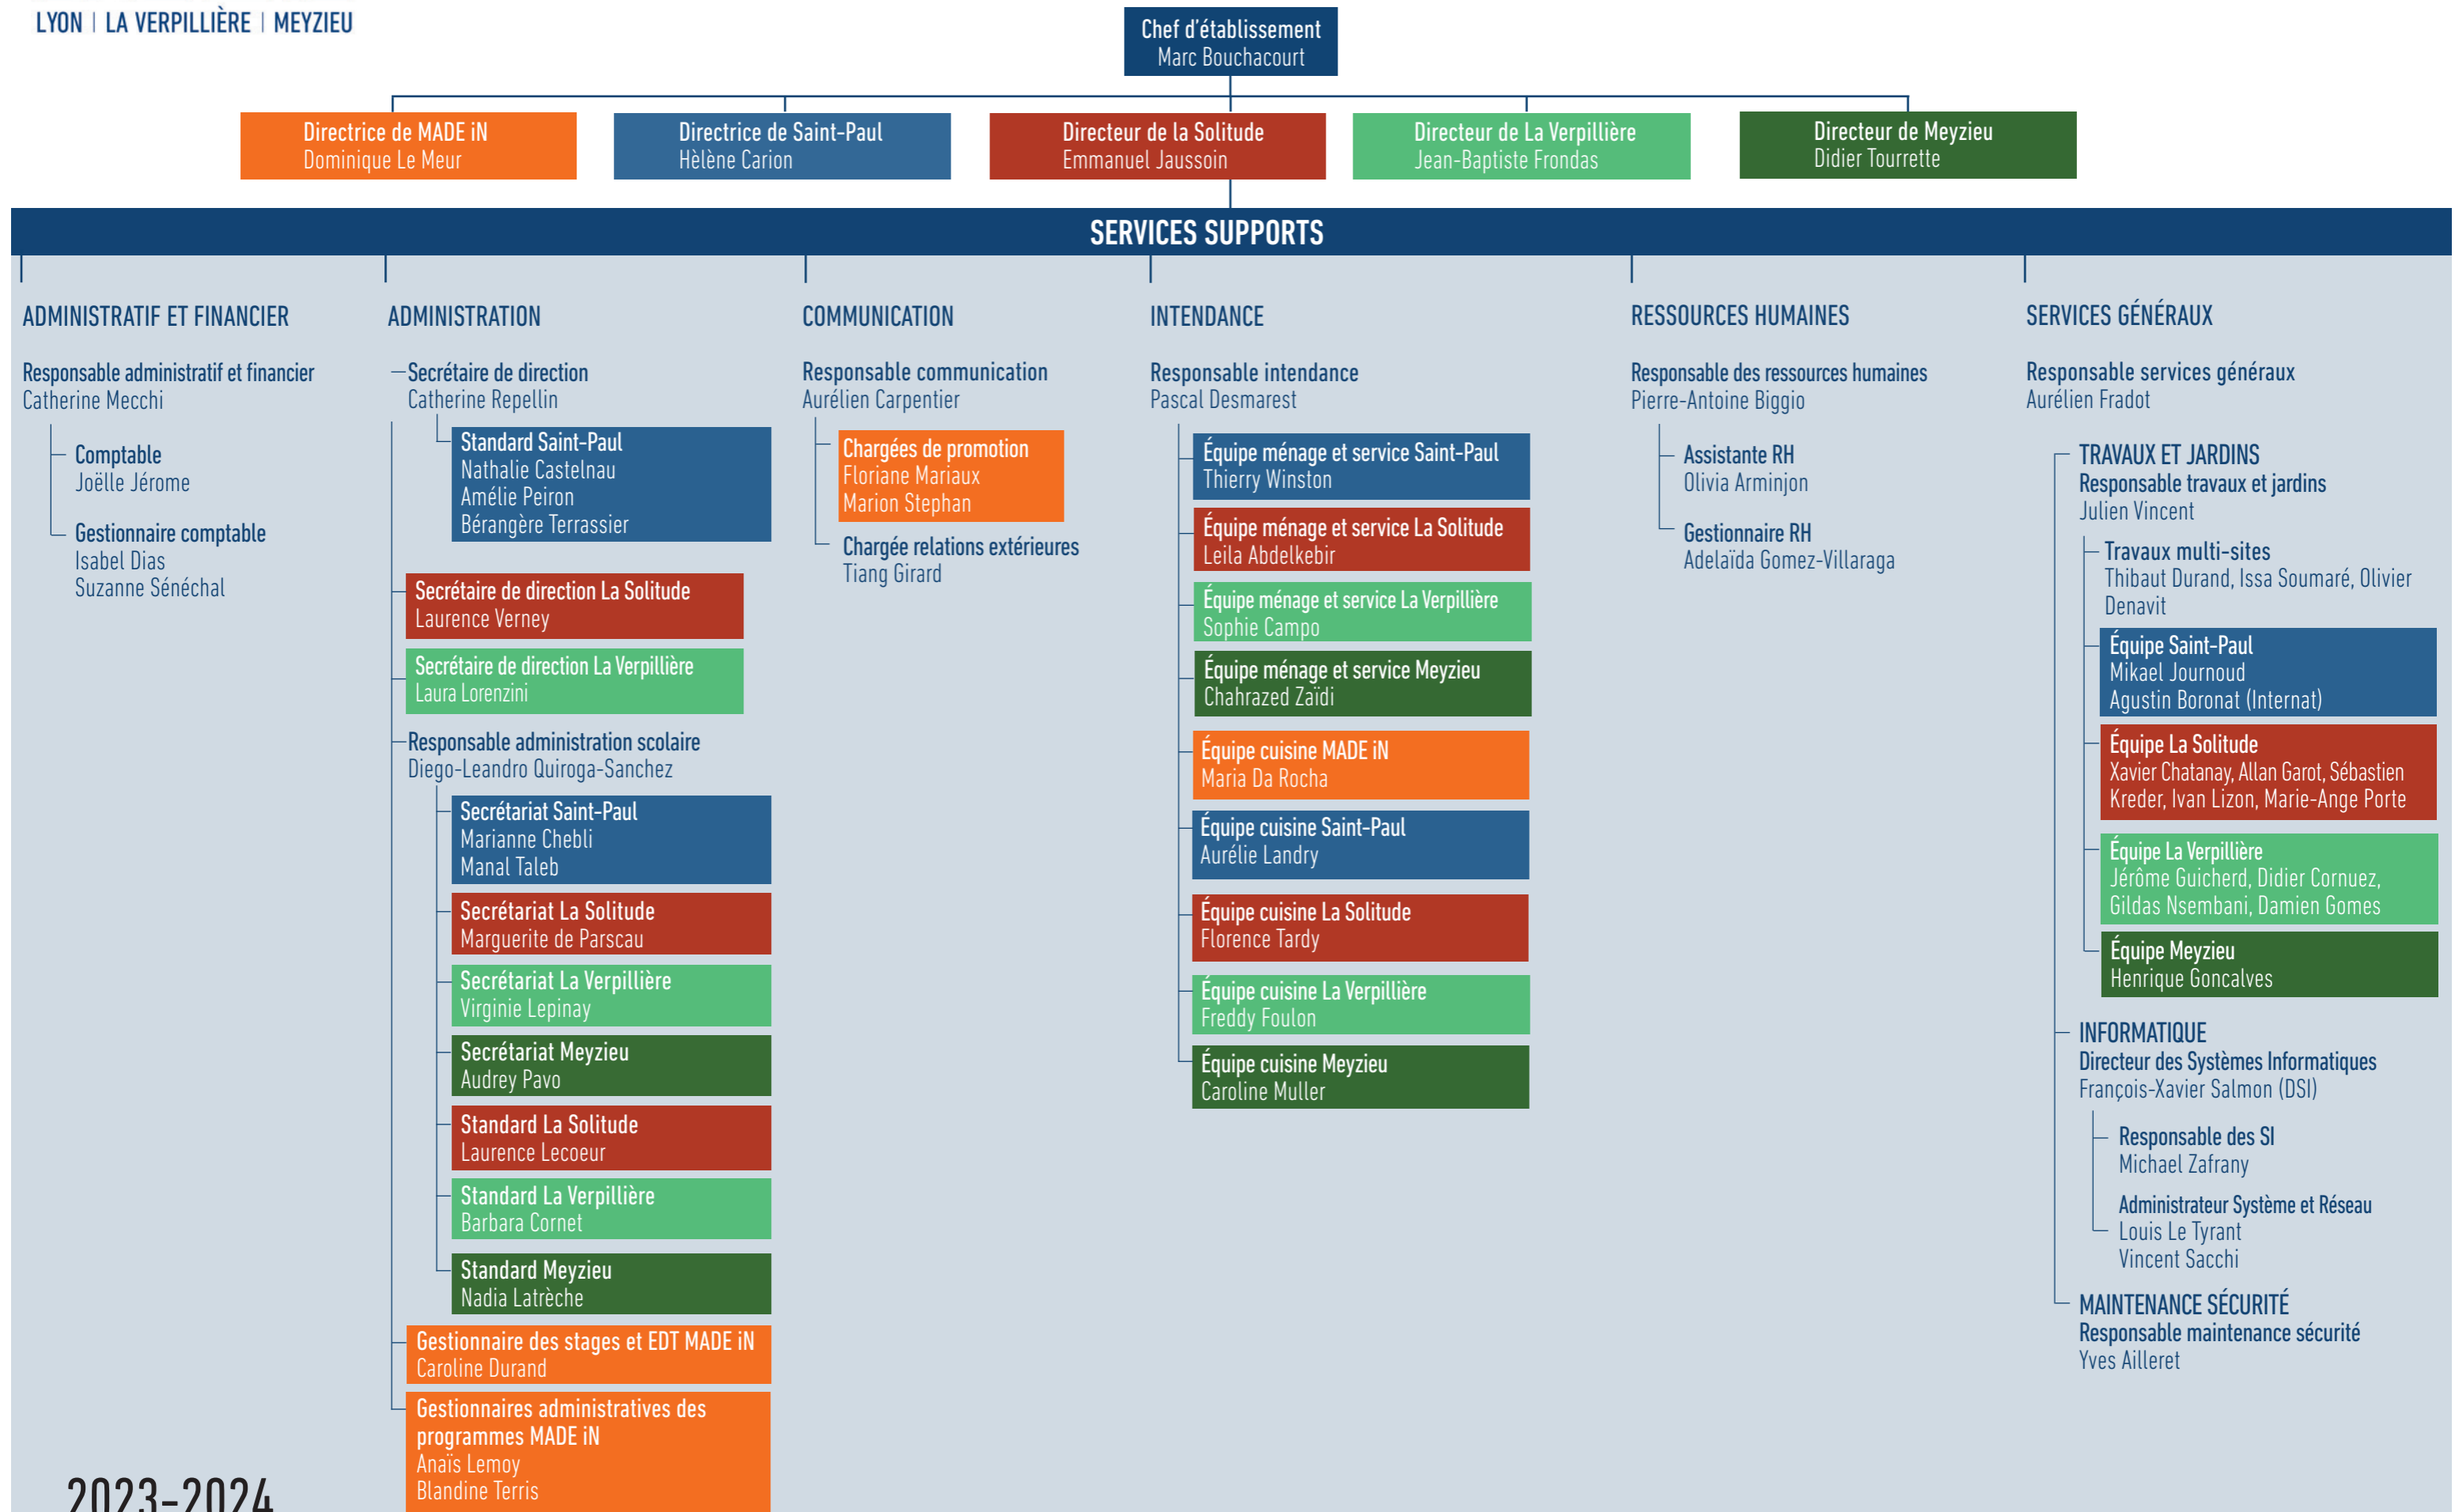 LYON | LA VERPILLIÈRE | MEYZIEU
Chef d'établissement
Marc Bouchacourt
Directrice de MADE iN
Dominique Le Meur
Directrice de Saint-Paul
Hèlène Carion
Directeur de la Solitude
Emmanuel Jaussoin
Directeur de La Verpillière
Jean-Baptiste Frondas
Directeur de Meyzieu
Didier Tourrette
SERVICES SUPPORTS
ADMINISTRATIF ET FINANCIER
Responsable administratif et financier
Catherine Mecchi
Comptable
Joëlle Jérome
Gestionnaire comptable
Isabel Dias
Suzanne Sénéchal
ADMINISTRATION
Secrétaire de direction
Catherine Repellin
Standard Saint-Paul
Nathalie Castelnau
Amélie Peiron
Bérangère Terrassier
Secrétaire de direction La Solitude
Laurence Verney
Secrétaire de direction La Verpillière
Laura Lorenzini
Responsable administration scolaire
Diego-Leandro Quiroga-Sanchez
Secrétariat Saint-Paul
Marianne Chebli
Manal Taleb
Secrétariat La Solitude
Marguerite de Parscau
Secrétariat La Verpillière
Virginie Lepinay
Secrétariat Meyzieu
Audrey Pavo
Standard La Solitude
Laurence Lecoeur
Standard La Verpillière
Barbara Cornet
Standard Meyzieu
Nadia Latrèche
Gestionnaire des stages et EDT MADE iN
Caroline Durand
Gestionnaires administratives des
programmes MADE iN
Anaïs Lemoy
Blandine Terris
COMMUNICATION
Responsable communication
Aurélien Carpentier
Chargées de promotion
Floriane Mariaux
Marion Stephan
Chargée relations extérieures
Tiang Girard
INTENDANCE
Responsable intendance
Pascal Desmarest
Équipe ménage et service Saint-Paul
Thierry Winston
Équipe ménage et service La Solitude
Leila Abdelkebir
Équipe ménage et service La Verpillière
Sophie Campo
Équipe ménage et service Meyzieu
Chahrazed Zaïdi
Équipe cuisine MADE iN
Maria Da Rocha
Équipe cuisine Saint-Paul
Aurélie Landry
Équipe cuisine La Solitude
Florence Tardy
Équipe cuisine La Verpillière
Freddy Foulon
Équipe cuisine Meyzieu
Caroline Muller
RESSOURCES HUMAINES
Responsable des ressources humaines
Pierre-Antoine Biggio
Assistante RH
Olivia Arminjon
Gestionnaire RH
Adelaïda Gomez-Villaraga
SERVICES GÉNÉRAUX
Responsable services généraux
Aurélien Fradot
TRAVAUX ET JARDINS
Responsable travaux et jardins
Julien Vincent
Travaux multi-sites
Thibaut Durand, Issa Soumaré, Olivier
Denavit
Équipe Saint-Paul
Mikael Journoud
Agustin Boronat (Internat)
Équipe La Solitude
Xavier Chatanay, Allan Garot, Sébastien
Kreder, Ivan Lizon, Marie-Ange Porte
Équipe La Verpillière
Jérôme Guicherd, Didier Cornuez,
Gildas Nsembani, Damien Gomes
Équipe Meyzieu
Henrique Goncalves
INFORMATIQUE
Directeur des Systèmes Informatiques
François-Xavier Salmon (DSI)
Responsable des SI
Michael Zafrany
Administrateur Système et Réseau
Louis Le Tyrant
Vincent Sacchi
MAINTENANCE SÉCURITÉ
Responsable maintenance sécurité
Yves Ailleret
2023-2024